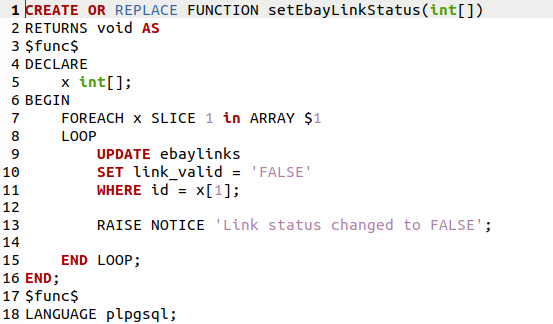 1 CREATE OR REPLACE FUNCTION setEbayLinkStatus(int[])
2 RETURNS void AS
3 $func$
4 DECLARE
5     x int[];
6 BEGIN
7     FOREACH x SLICE 1 in ARRAY $1
8     LOOP
9         UPDATE ebaylinks
10         SET link_valid = 'FALSE'
11         WHERE id = x[1];
12
13         RAISE NOTICE 'Link status changed to FALSE';
14
15     END LOOP;
16 END;
17 $func$
18 LANGUAGE plpgsql;